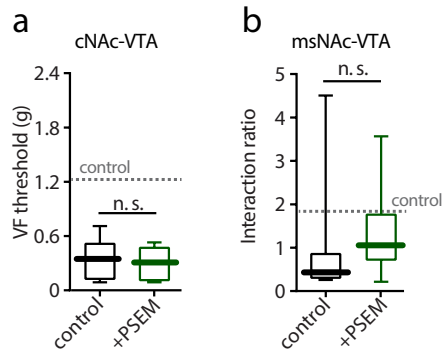 a
cNAc-VTA
VF threshold (g)
2.4
1.8
1.2
0.6
0.0
control
n. s.
control
+PSEM
b
msNAc-VTA
Interaction ratio
5
4
3
2
1
0
n. s.
control
control
+PSEM